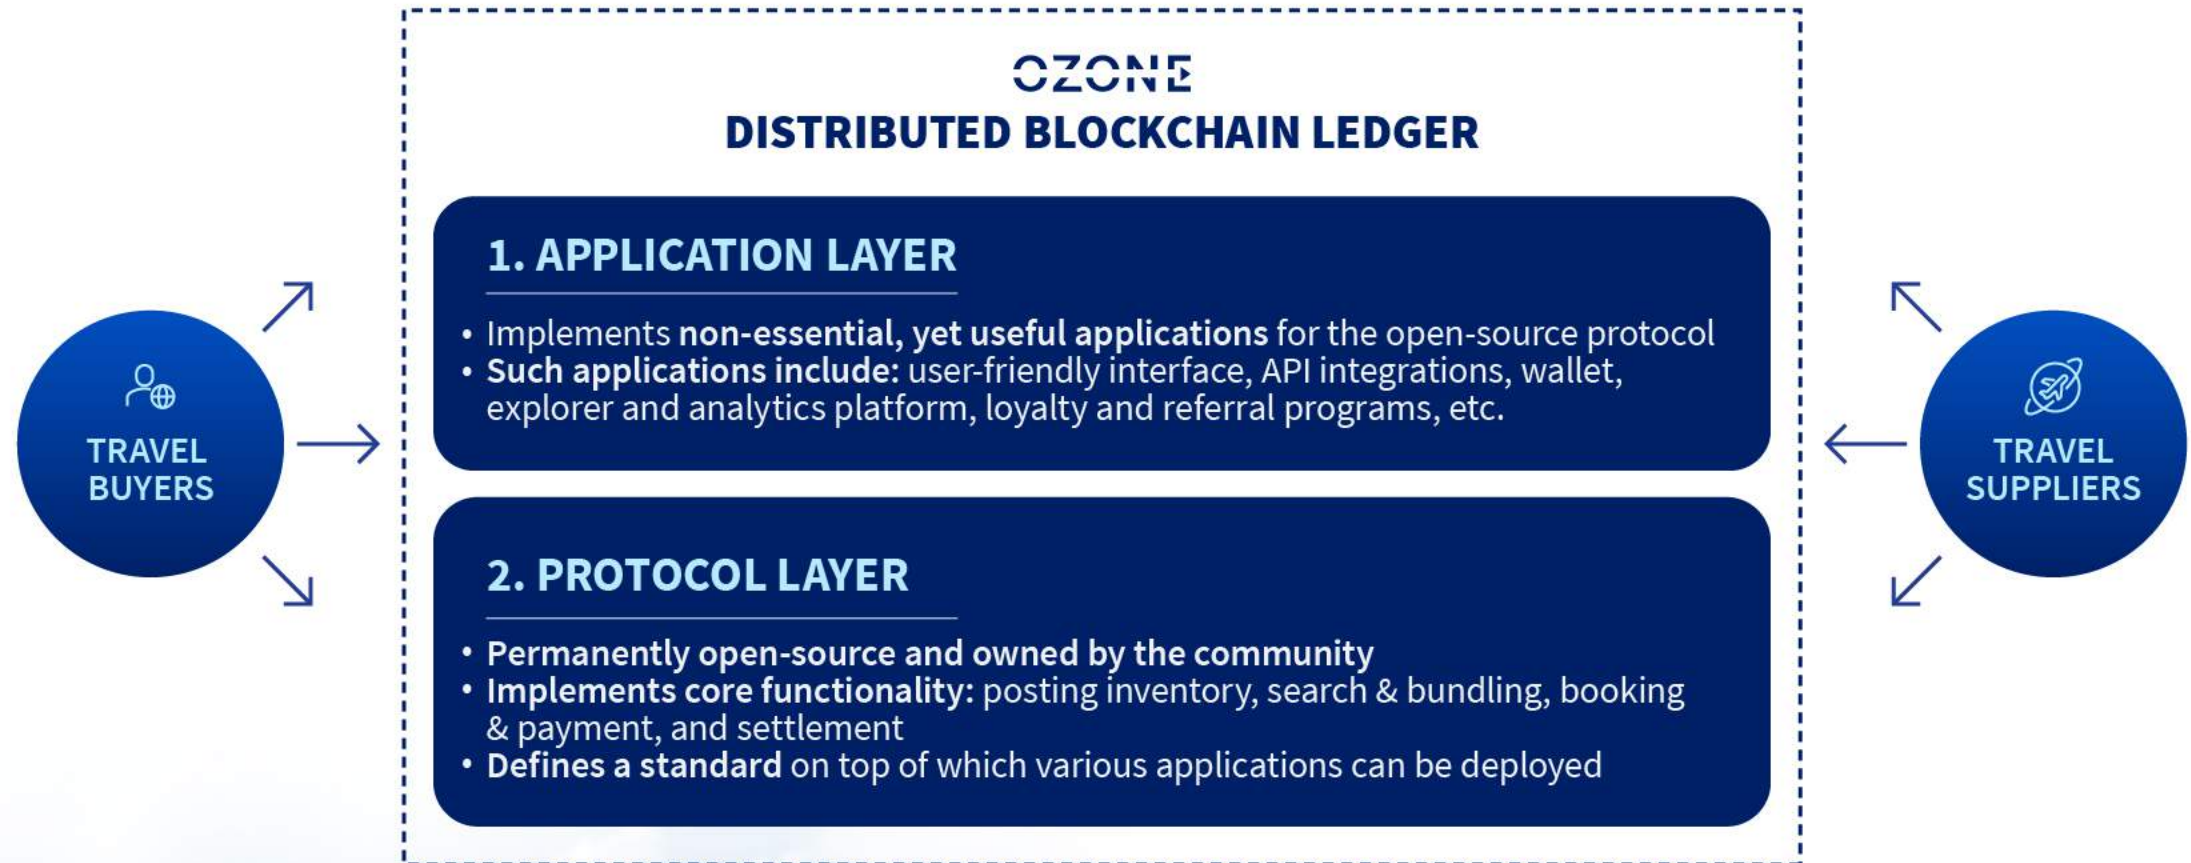 OZONE
DISTRIBUTED BLOCKCHAIN LEDGER
1. APPLICATION LAYER
• Implements non-essential, yet useful applications for the open-source protocol
• Such applications include: user-friendly interface, API integrations, wallet,
explorer and analytics platform, loyalty and referral programs, etc.
TRAVEL
BUYERS
TRAVEL
SUPPLIERS
2. PROTOCOL LAYER
• Permanently open-source and owned by the community
• Implements core functionality: posting inventory, search & bundling, booking
& payment, and settlement
• Defines a standard on top of which various applications can be deployed